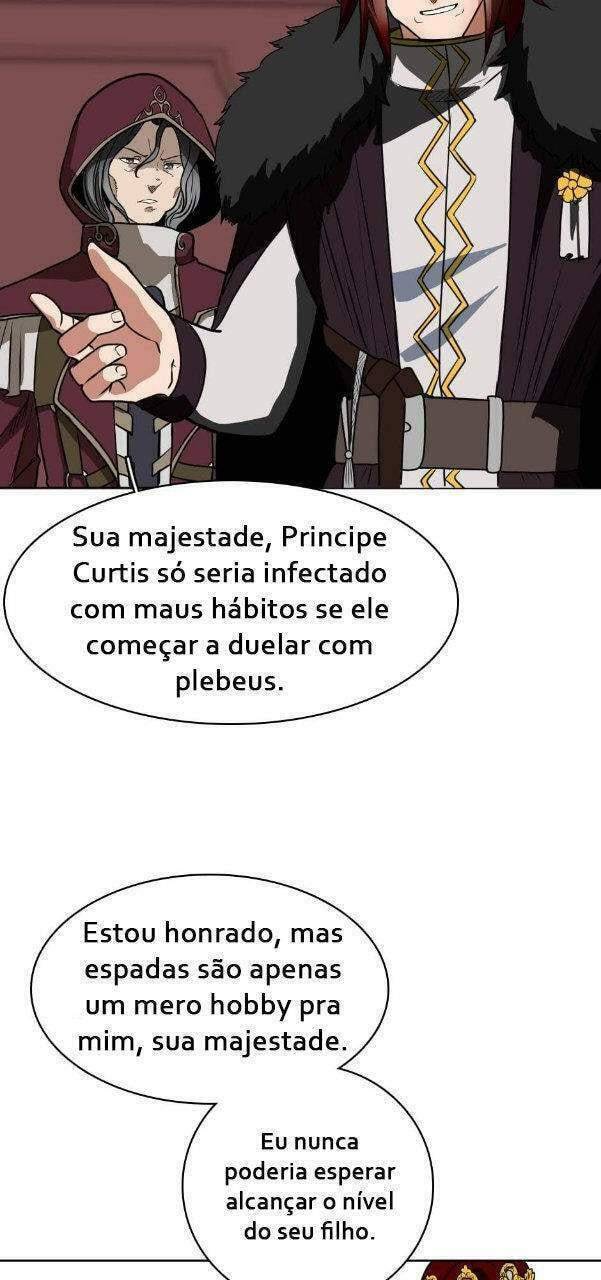 Sua majestade, Principe
Curtis só seria infectado
com maus hábitos se ele
começar a duelar com
plebeus.
Estou honrado, mas
espadas são apenas
um mero hobby pra
mim, sua majestade.
Eu nunca
poderia esperar
alcançar o nível
do seu filho.